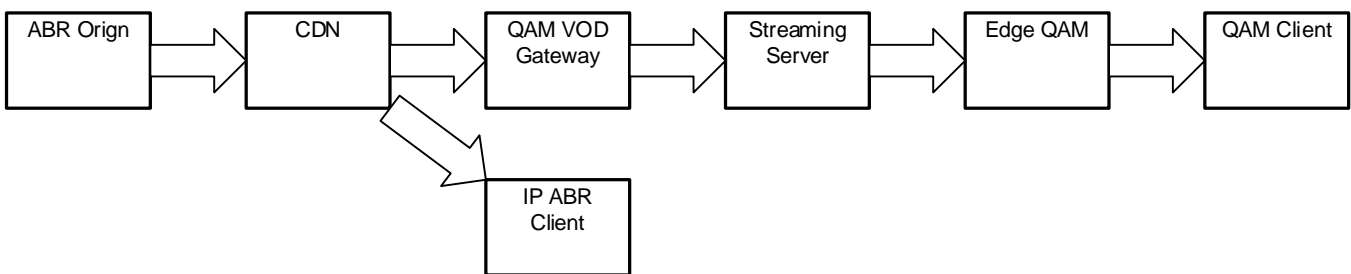 ABR Orign
CDN
QAM VOD
Gateway
Streaming
Server
Edge QAM
QAM Client
IP ABR
Client